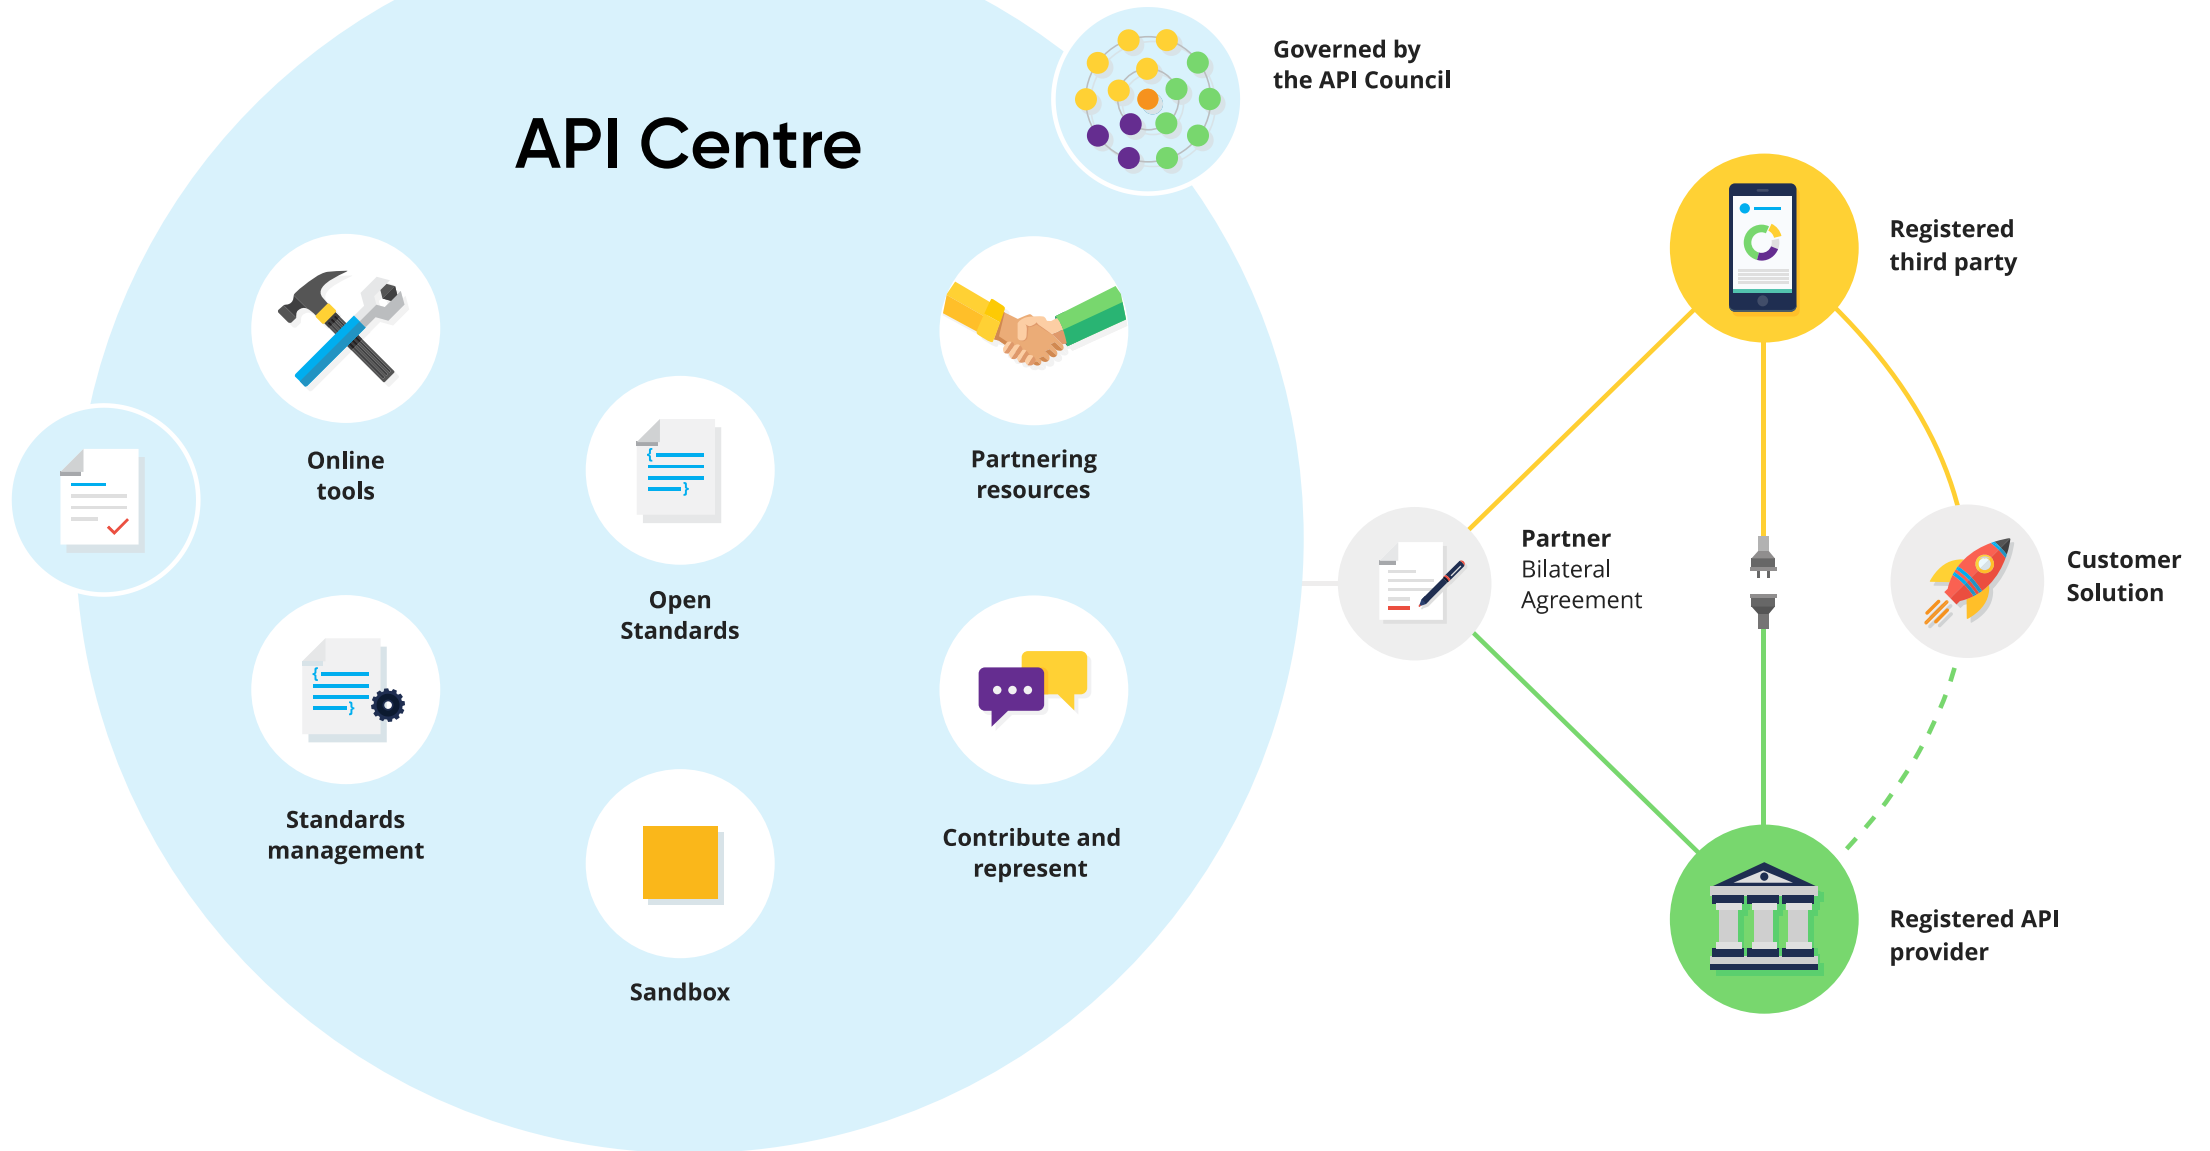 Governed by
the API Council
API Centre
Registered
third party
Online
tools
Partnering
resources
Open
Standards
Partner
Bilateral
Agreement
Customer
Solution
Standards
management
Contribute and
represent
Registered API
provider
Sandbox